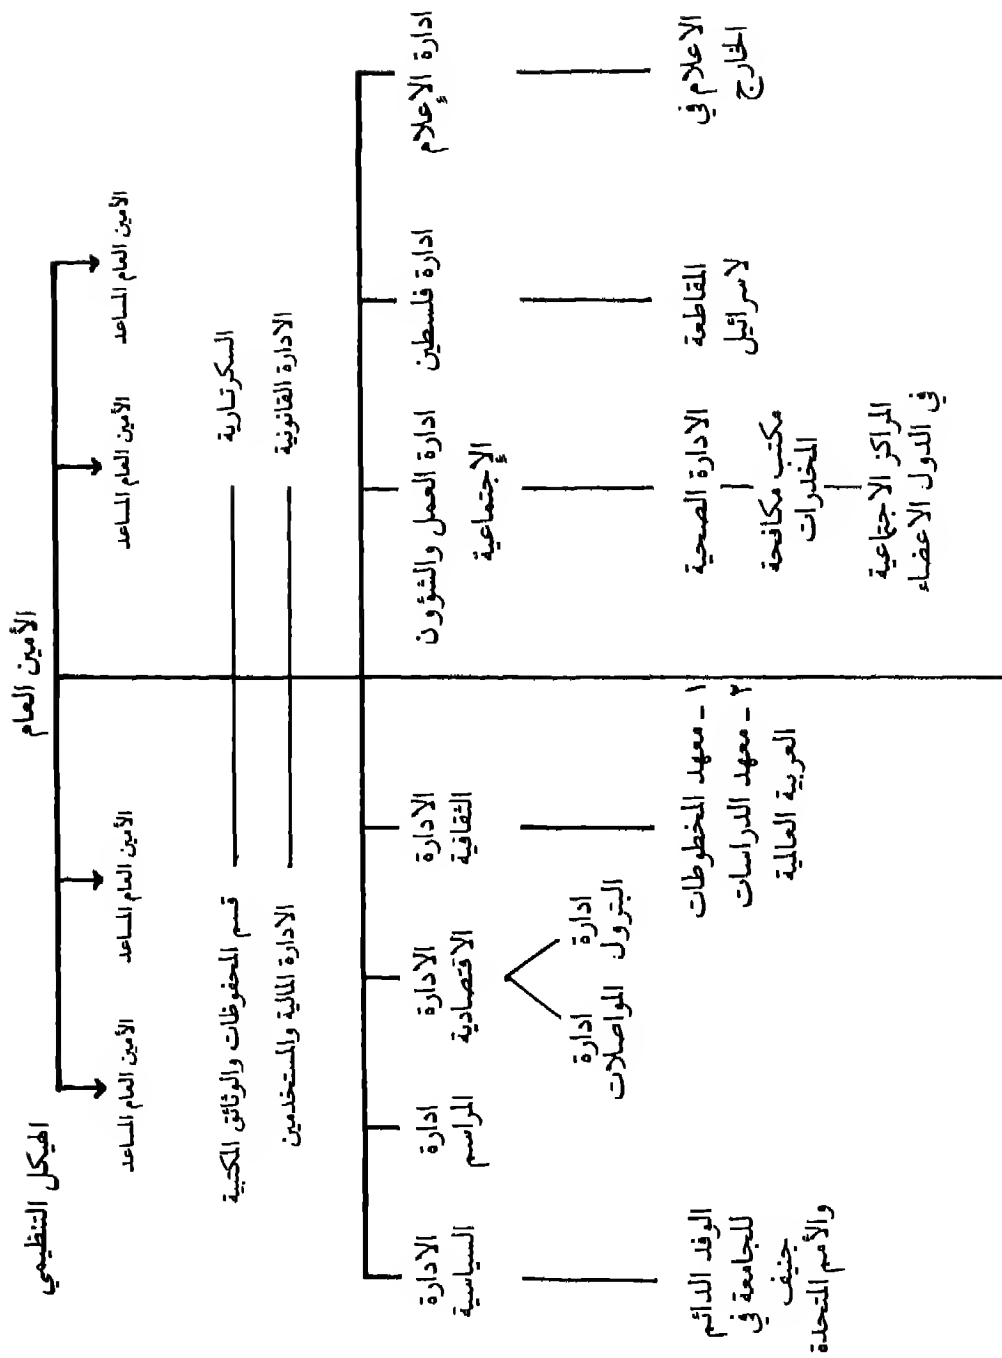 الهيكل التنظيمي
الأمين العام
الأمين العام المساعد
الأمين العام المساعد
الأمين العام المساعد
الأمين العام المساعد
السكرتارية
قسم المحفوظات والوثائق المكتبية
الادارة القانونية
الادارة المالية والمستخدمين
ادارة الإعلام
ادارة فلسطين
ادارة العمل والشؤون
الإجتماعية
الادارة
الثقافية
الادارة
الاقتصادية
ادارة
المراسم
الادارة
السياسية
ادارة
البترول
ادارة
المواصلات
الاعلام في
الخارج
المقاطعة
لاسرائيل
الادارة الصحية
مكتب مكافحة
المخدرات
المراكز الاجتماعية
في الدول الاعضاء
١ - معهد المخطوطات
٢ - معهد الدراسات
العربية العالية
الوفد الدائم
للجامعة في
جنيف
والأمم المتحدة